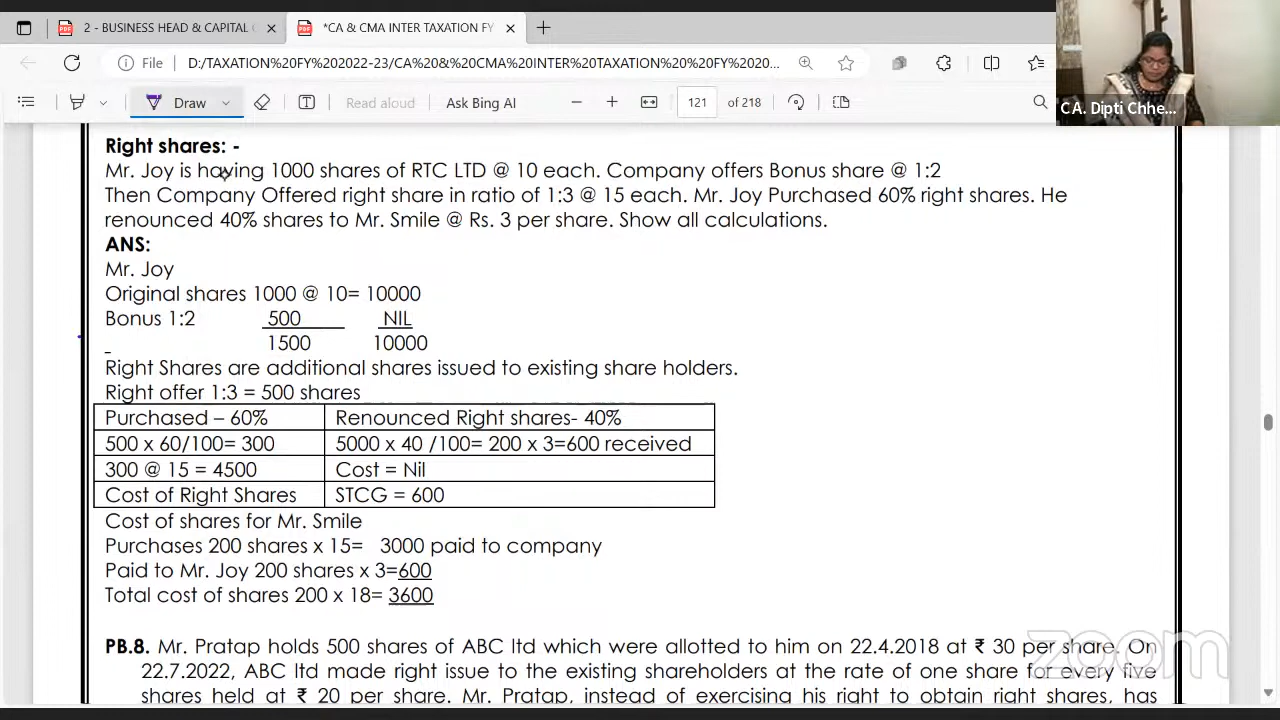 2 - BUSINESS HEAD & CAPITAL
*CA & CMA INTER TAXATION FY
File
D:/TAXATION%20FY%202022-23/CA%20&%20CMA%20INTER%20TAXATION%20%20FY%2020...
Draw
Read aloud
Ask Bing AI
121
of 218
CA. Dipti Chhe...
Right shares: -
Mr. Joy is having 1000 shares of RTC LTD @ 10 each. Company offers Bonus share @ 1:2
Then Company Offered right share in ratio of 1:3 @ 15 each. Mr. Joy Purchased 60% right shares. He
renounced 40% shares to Mr. Smile @ Rs. 3 per share. Show all calculations.
ANS:
Mr. Joy
Original shares 1000 @ 10= 10000
Bonus 1:2 500 NIL
1500 10000
Right Shares are additional shares issued to existing share holders.
Right offer 1:3 = 500 shares
Purchased – 60% Renounced Right shares- 40%
500 x 60/100= 300 5000 x 40 /100= 200 x 3=600 received
300 @ 15 = 4500 Cost = Nil
Cost of Right Shares STCG = 600
Cost of shares for Mr. Smile
Purchases 200 shares x 15= 3000 paid to company
Paid to Mr. Joy 200 shares x 3=600
Total cost of shares 200 x 18= 3600
PB.8. Mr. Pratap holds 500 shares of ABC ltd which were allotted to him on 22.4.2018 at ₹ 30 per share. On
22.7.2022, ABC ltd made right issue to the existing shareholders at the rate of one share for every five
shares held at ₹ 20 per share. Mr. Pratap, instead of exercising his right to obtain right shares, has
zoom